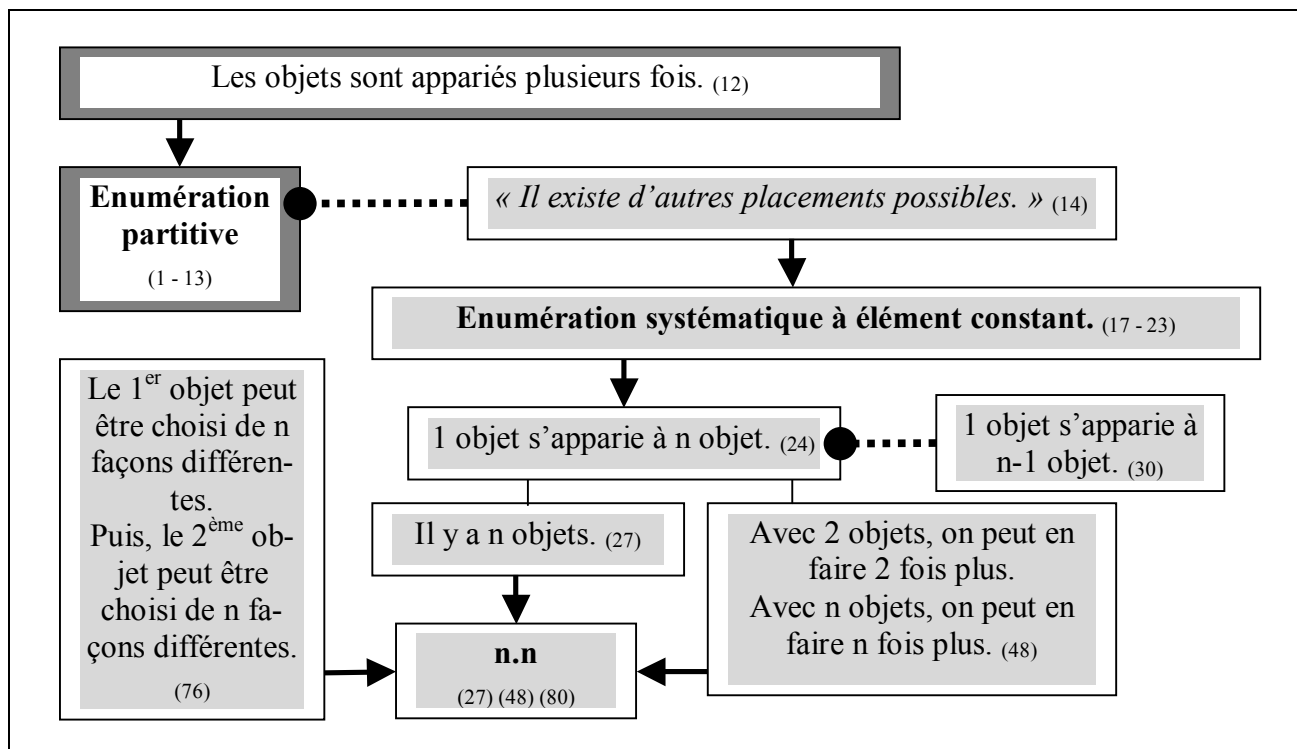 Les objets sont appariés plusieurs fois. (12)
Enumération
partitive
(1 - 13)
« Il existe d’autres placements possibles. » (14)
Enumération systématique à élément constant. (17 - 23)
Le 1er objet peut
être choisi de n
façons différen-
tes.
Puis, le 2ème ob-
jet peut être
choisi de n fa-
çons différentes.
(76)
1 objet s’apparie à n objet. (24)
1 objet s’apparie à
n-1 objet. (30)
Il y a n objets. (27)
Avec 2 objets, on peut en
faire 2 fois plus.
Avec n objets, on peut en
faire n fois plus. (48)
n.n
(27) (48) (80)